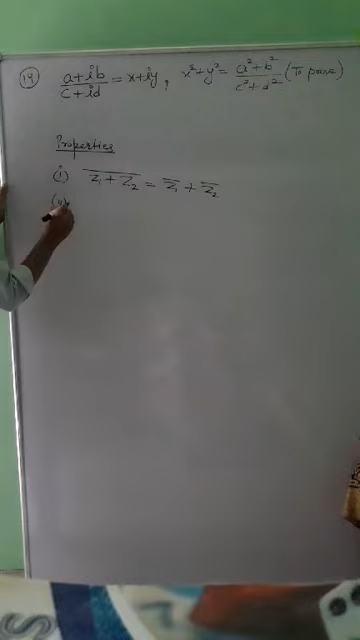 (19) a+ib/c+id = x+iy, x²+y² = a²+b²/c²+d² (To prove)
Properties
(i) \overline{Z₁+Z₂} = \overline{Z₁} + \overline{Z₂}
(ii)